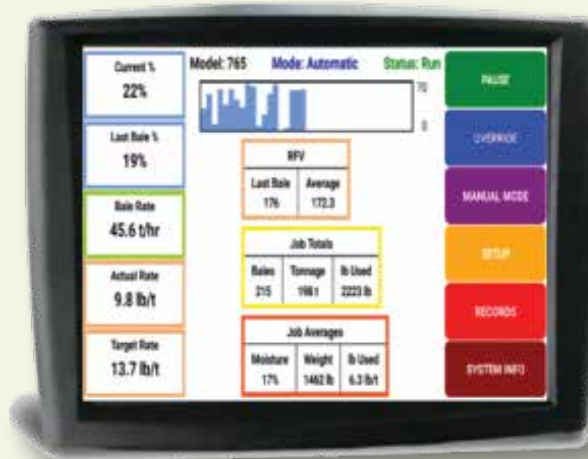 Model: 765 Mode: Automatic Status: Run
Current %
22%
Last Bale %
19%
Bale Rate
45.6 t/hr
Actual Rate
9.8 lb/t
Target Rate
13.7 lb/t
70
0
RFV
Last Bale Average
176 172.3
Job Totals
Bales Tonnage lb Used
215 198 t 2223 lb
Job Averages
Moisture Weight lb Used
17% 1462 lb 6.3 lb/t
PAUSE
OVERRIDE
MANUAL MODE
SETUP
RECORDS
SYSTEM INFO